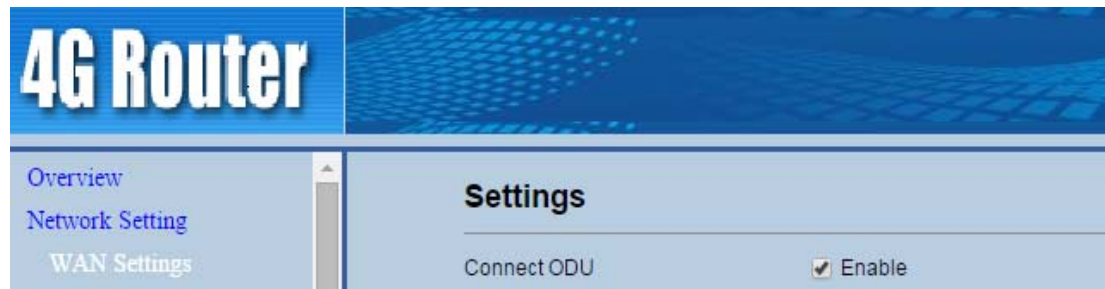 4G Router
Overview
Network Setting
WAN Settings
Settings
Connect ODU Enable